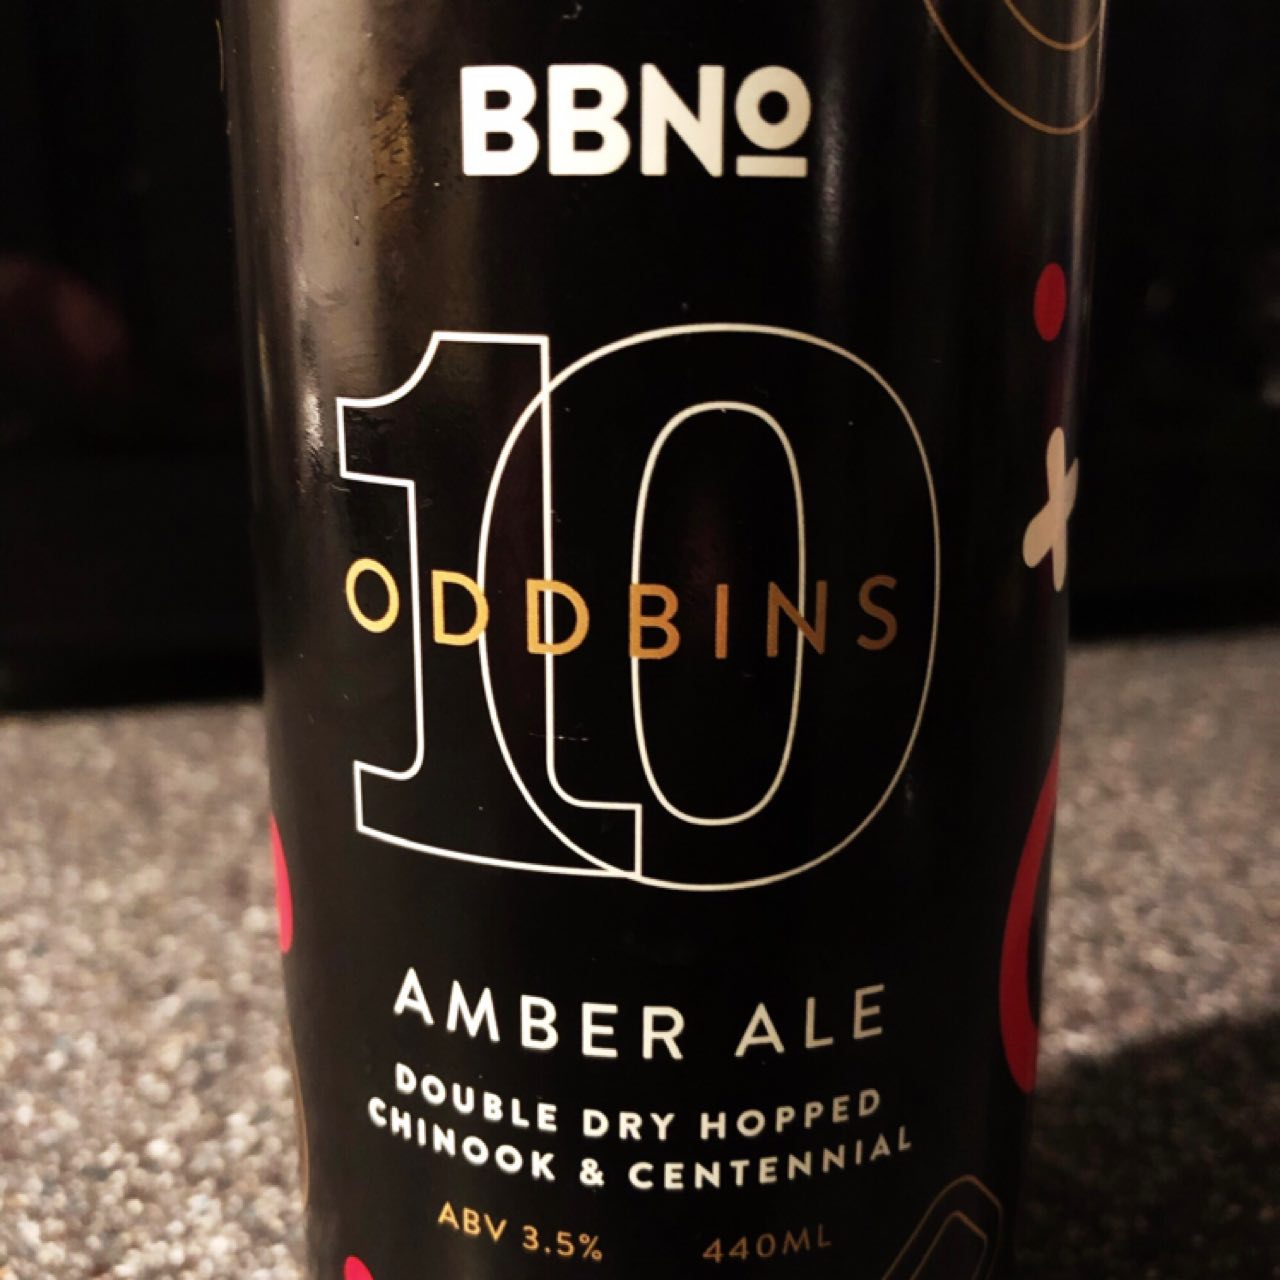 BBNº
10
ODDBINS
AMBER ALE
DOUBLE DRY HOPPED
CHINOOK & CENTENNIAL
ABV 3.5% 440ML